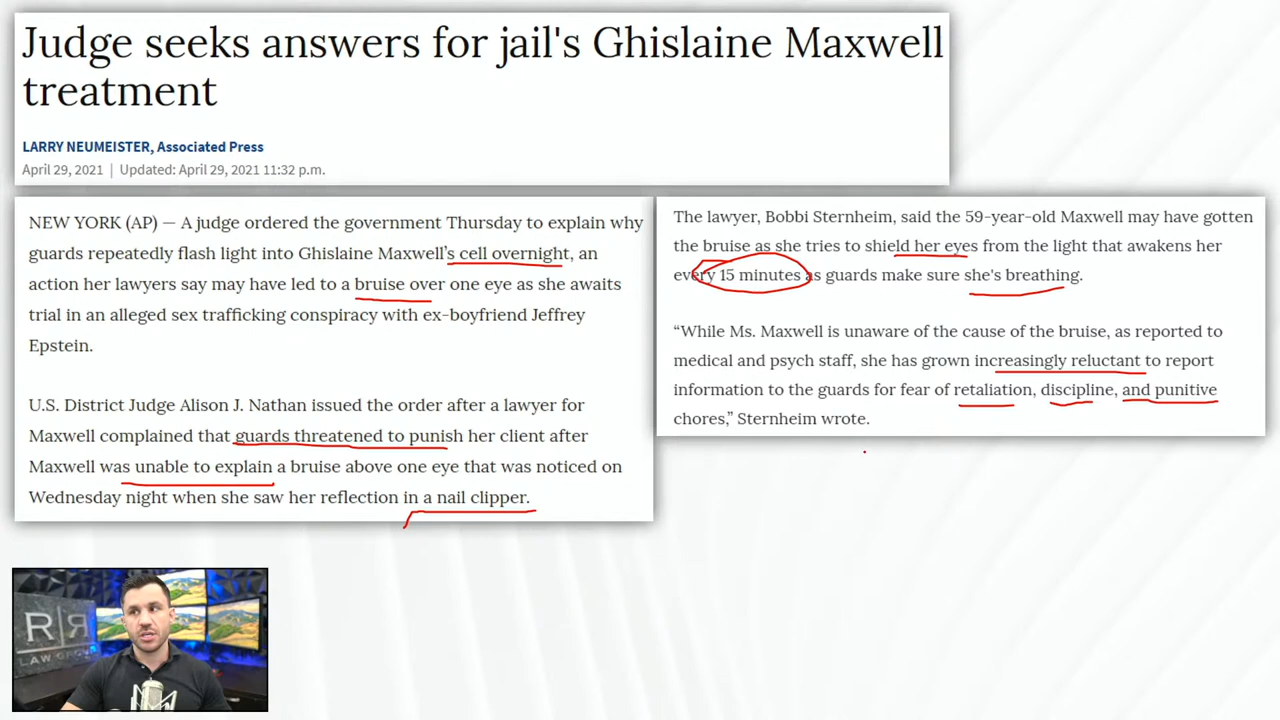 Judge seeks answers for jail's Ghislaine Maxwell
treatment
LARRY NEUMEISTER, Associated Press
April 29, 2021 | Updated: April 29, 2021 11:32 p.m.
NEW YORK (AP) — A judge ordered the government Thursday to explain why
guards repeatedly flash light into Ghislaine Maxwell’s cell overnight, an
action her lawyers say may have led to a bruise over one eye as she awaits
trial in an alleged sex trafficking conspiracy with ex-boyfriend Jeffrey
Epstein.
U.S. District Judge Alison J. Nathan issued the order after a lawyer for
Maxwell complained that guards threatened to punish her client after
Maxwell was unable to explain a bruise above one eye that was noticed on
Wednesday night when she saw her reflection in a nail clipper.
The lawyer, Bobbi Sternheim, said the 59-year-old Maxwell may have gotten
the bruise as she tries to shield her eyes from the light that awakens her
every 15 minutes as guards make sure she's breathing.
“While Ms. Maxwell is unaware of the cause of the bruise, as reported to
medical and psych staff, she has grown increasingly reluctant to report
information to the guards for fear of retaliation, discipline, and punitive
chores,” Sternheim wrote.
R|R
LAW GROUP